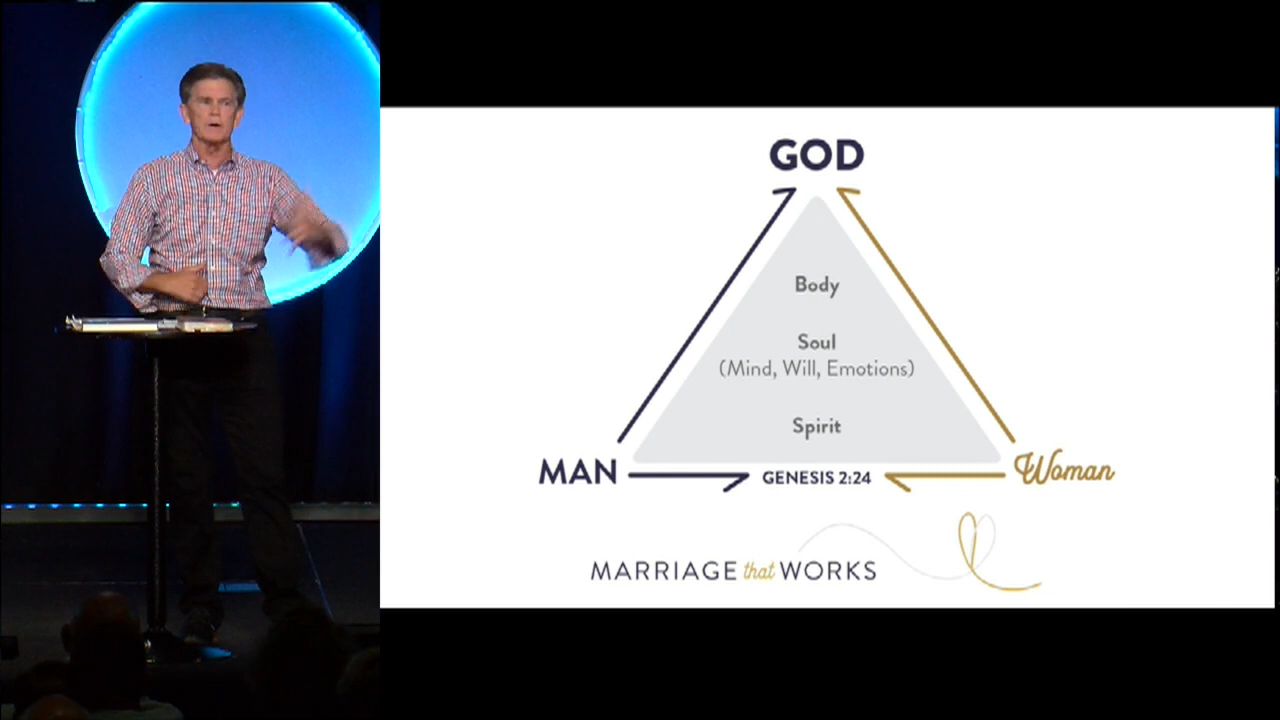 GOD
Body
Soul
(Mind, Will, Emotions)
Spirit
MAN GENESIS 2:24 Woman
MARRIAGE that WORKS